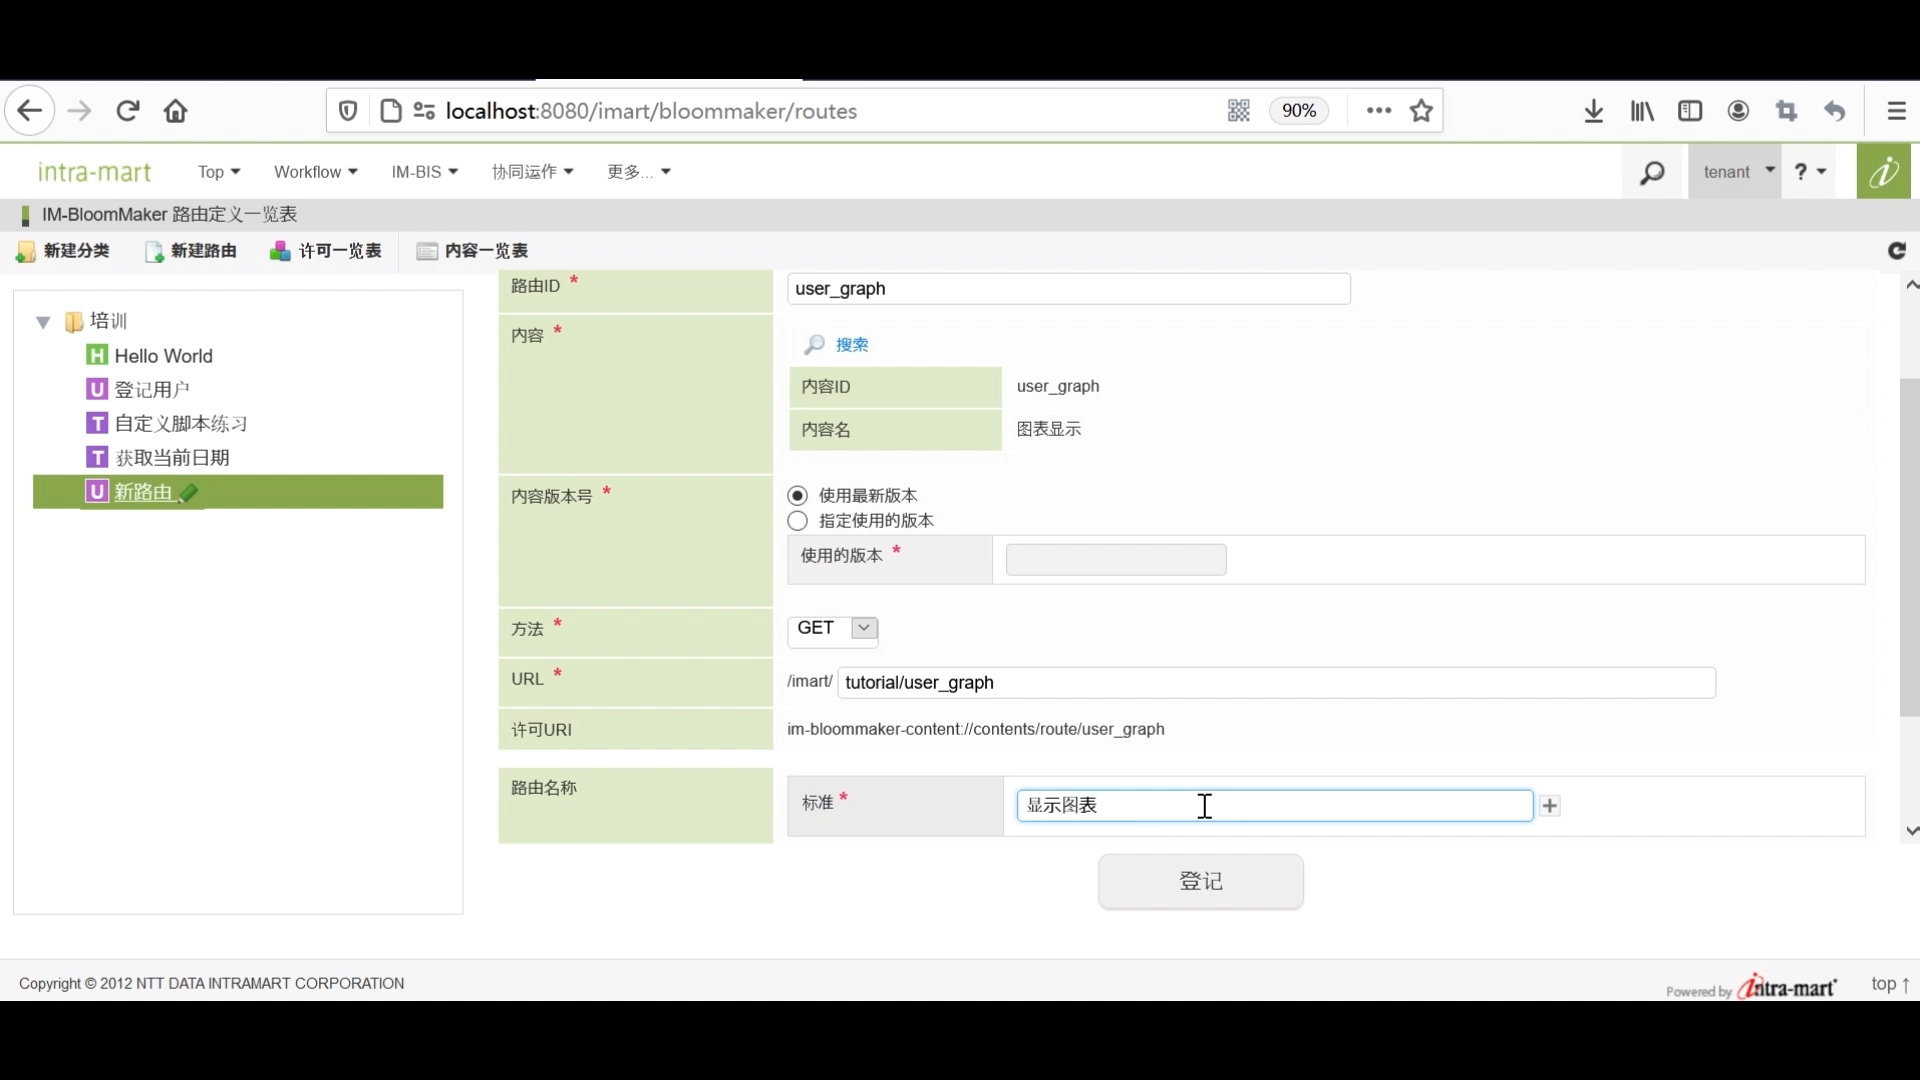 localhost:8080/imart/bloommaker/routes 90%
intra-mart Top Workflow IM-BIS 协同运作 更多... tenant ?
IM-BloomMaker 路由定义一览表
新建分类 新建路由 许可一览表 内容一览表
培训
H Hello World
U 登记用户
T 自定义脚本练习
T 获取当前日期
U 新路由
路由ID * user_graph
内容 * 搜索
内容ID user_graph
内容名 图表显示
内容版本号 * 使用最新版本
指定使用的版本
使用的版本 *
方法 * GET
URL * /imart/ tutorial/user_graph
许可URI im-bloommaker-content://contents/route/user_graph
路由名称 标准 * 显示图表
登记
Copyright © 2012 NTT DATA INTRAMART CORPORATION Powered by intra-mart top ↑